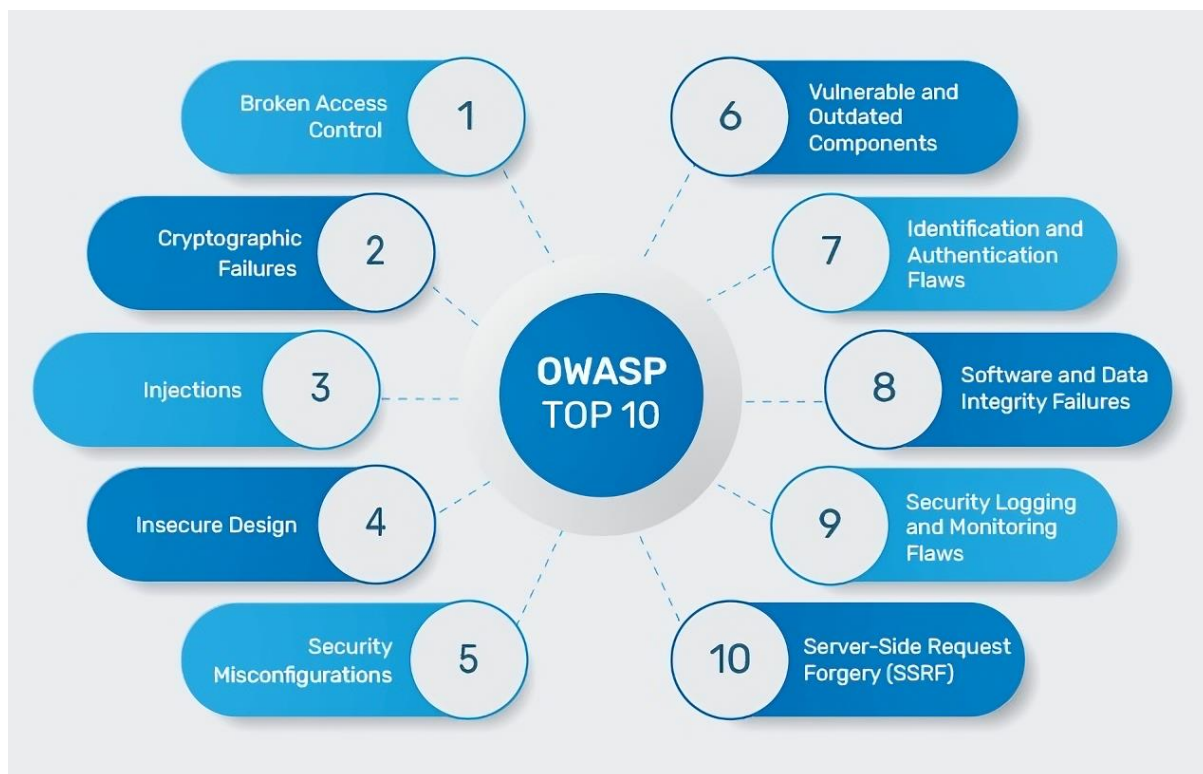 OWASP
TOP 10
1
Broken Access
Control
2
Cryptographic
Failures
3
Injections
4
Insecure Design
5
Security
Misconfigurations
6
Vulnerable and
Outdated
Components
7
Identification and
Authentication
Flaws
8
Software and Data
Integrity Failures
9
Security Logging
and Monitoring
Flaws
10
Server-Side Request
Forgery (SSRF)